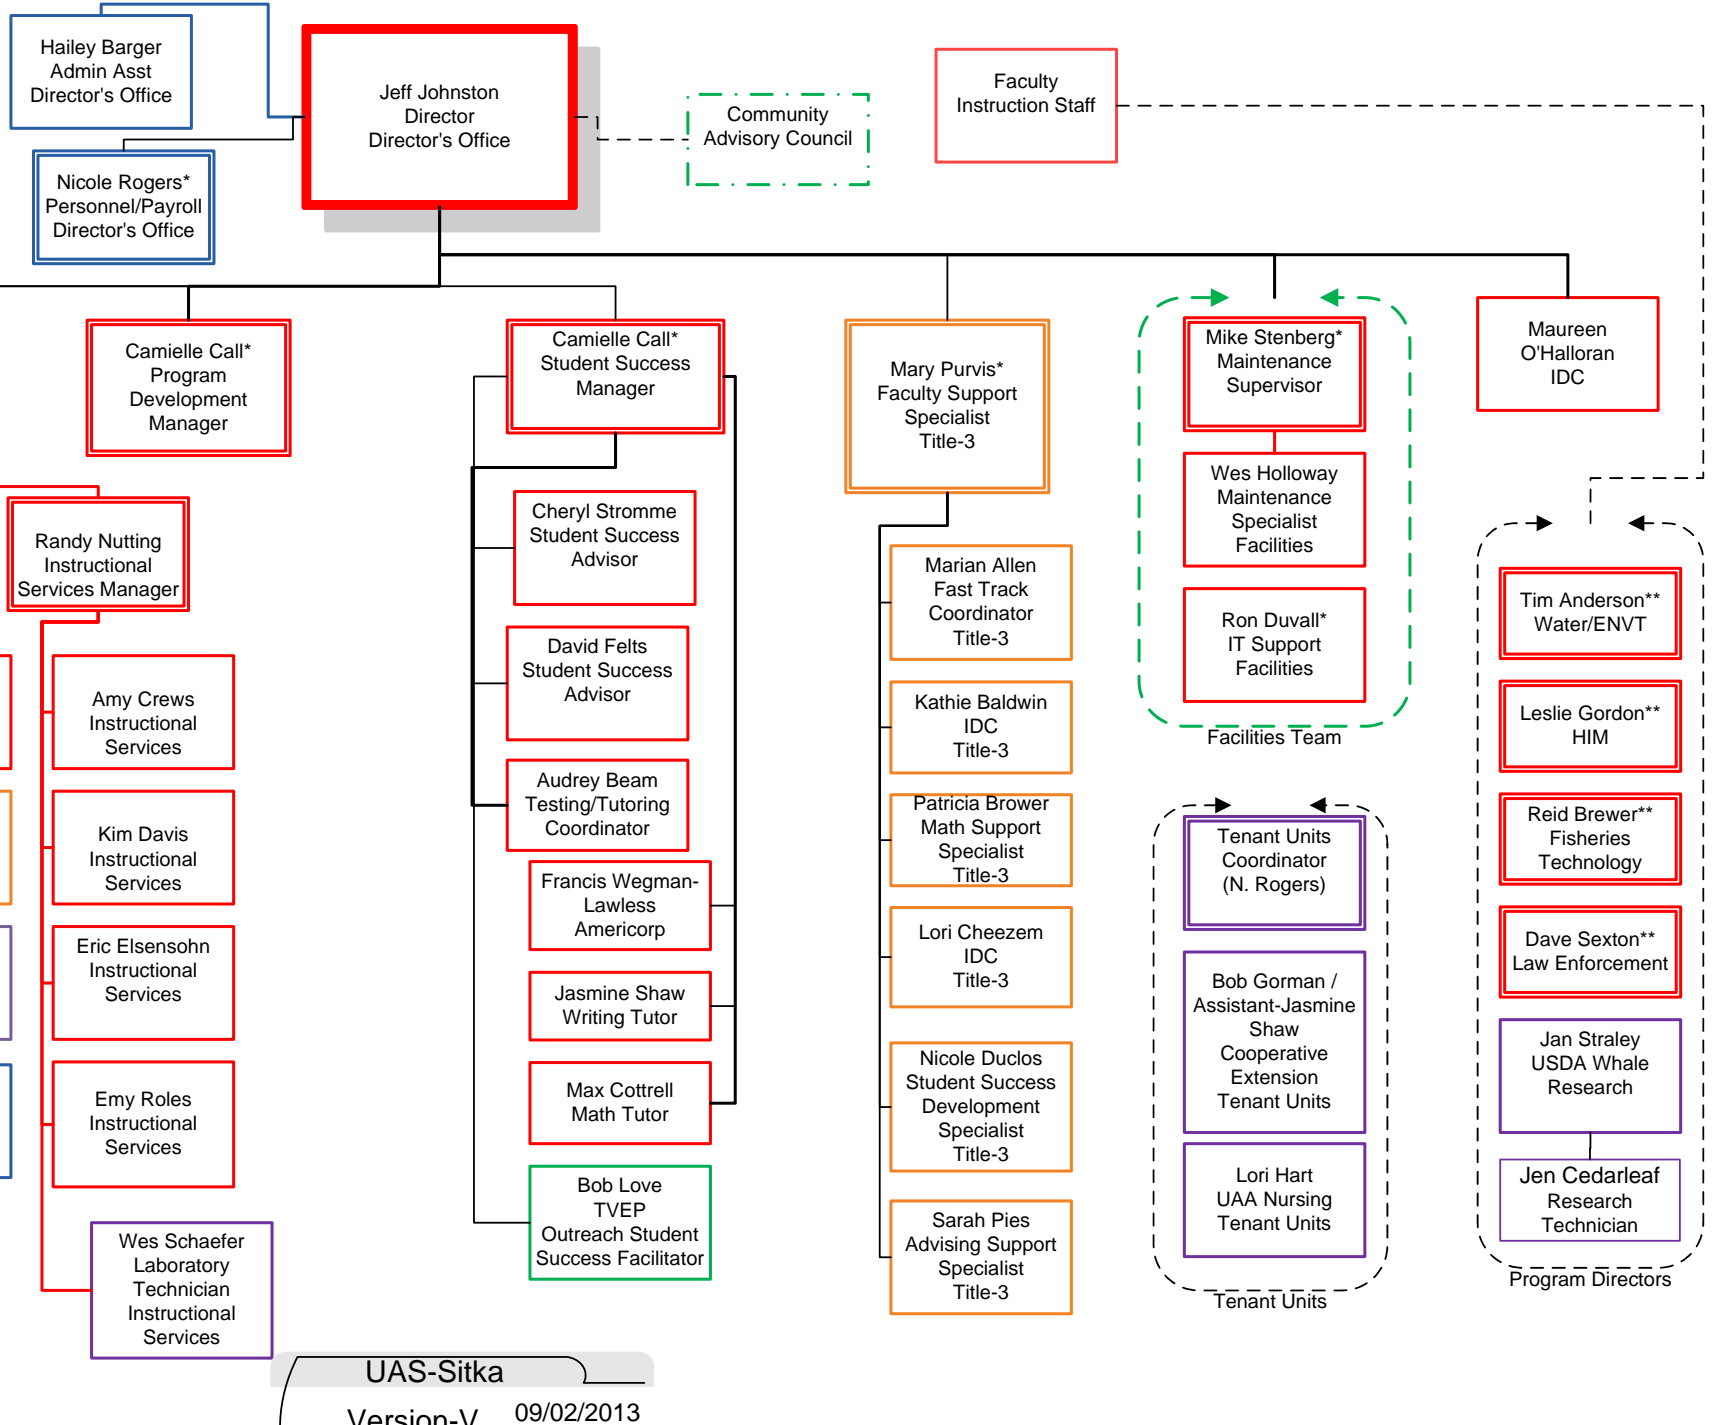 Hailey Barger
Admin Asst
Director's Office
Jeff Johnston
Director
Director's Office
Community
Advisory Council
Faculty
Instruction Staff
Nicole Rogers*
Personnel/Payroll
Director's Office
Camielle Call*
Program
Development
Manager
Camielle Call*
Student Success
Manager
Mary Purvis*
Faculty Support
Specialist
Title-3
Mike Stenberg*
Maintenance
Supervisor
Maureen
O'Halloran
IDC
Randy Nutting
Instructional
Services Manager
Amy Crews
Instructional
Services
Kim Davis
Instructional
Services
Eric Elsensohn
Instructional
Services
Emy Roles
Instructional
Services
Wes Schaefer
Laboratory
Technician
Instructional
Services
Cheryl Stromme
Student Success
Advisor
David Felts
Student Success
Advisor
Audrey Beam
Testing/Tutoring
Coordinator
Francis Wegman-
Lawless
Americorp
Jasmine Shaw
Writing Tutor
Max Cottrell
Math Tutor
Bob Love
TVEP
Outreach Student
Success Facilitator
Marian Allen
Fast Track
Coordinator
Title-3
Kathie Baldwin
IDC
Title-3
Patricia Brower
Math Support
Specialist
Title-3
Lori Cheezem
IDC
Title-3
Nicole Duclos
Student Success
Development
Specialist
Title-3
Sarah Pies
Advising Support
Specialist
Title-3
Wes Holloway
Maintenance
Specialist
Facilities
Ron Duvall*
IT Support
Facilities
Facilities Team
Tenant Units
Coordinator
(N. Rogers)
Bob Gorman /
Assistant-Jasmine
Shaw
Cooperative
Extension
Tenant Units
Lori Hart
UAA Nursing
Tenant Units
Tenant Units
Tim Anderson**
Water/ENVT
Leslie Gordon**
HIM
Reid Brewer**
Fisheries
Technology
Dave Sexton**
Law Enforcement
Jan Straley
USDA Whale
Research
Jen Cedarleaf
Research
Technician
Program Directors
UAS-Sitka
Version-V 09/02/2013